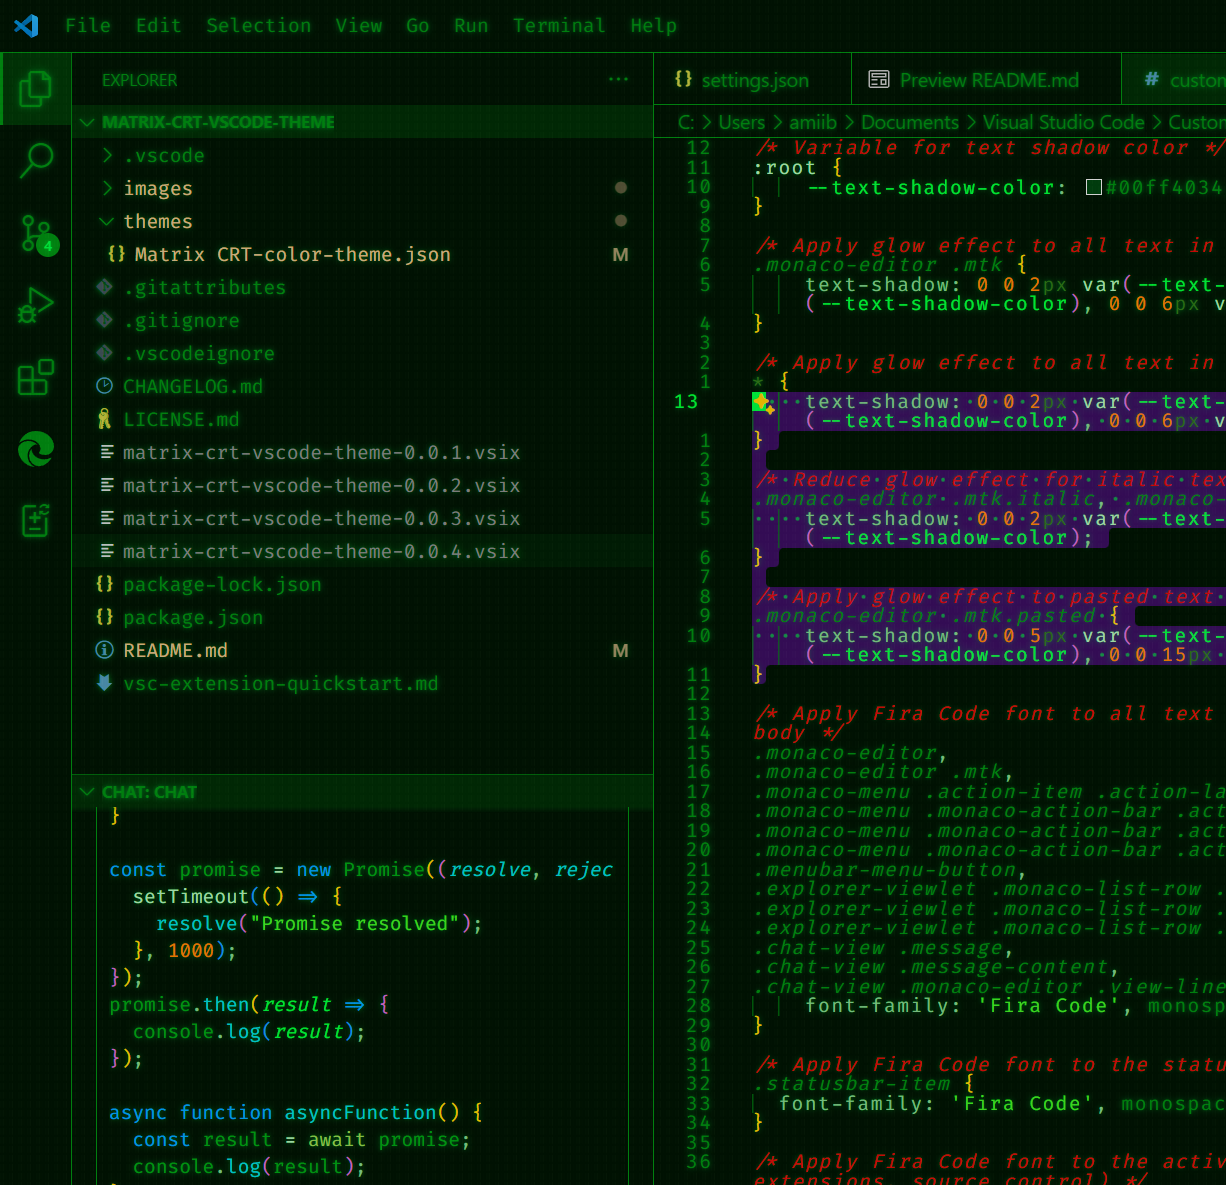 File Edit Selection View Go Run Terminal Help
EXPLORER ···
MATRIX-CRT-VSCODE-THEME
.vscode
images
themes
{} Matrix CRT-color-theme.json M
.gitattributes
.gitignore
.vscodeignore
CHANGELOG.md
LICENSE.md
matrix-crt-vscode-theme-0.0.1.vsix
matrix-crt-vscode-theme-0.0.2.vsix
matrix-crt-vscode-theme-0.0.3.vsix
matrix-crt-vscode-theme-0.0.4.vsix
{} package-lock.json
{} package.json
README.md M
vsc-extension-quickstart.md
4
CHAT: CHAT
}
const promise = new Promise((resolve, rejec
setTimeout(() => {
resolve("Promise resolved");
}, 1000);
});
promise.then(result => {
console.log(result);
});
async function asyncFunction() {
const result = await promise;
console.log(result);
{} settings.json Preview README.md # custon
C: > Users > amiib > Documents > Visual Studio Code > Custon
12 /* Variable for text shadow color */
11 :root {
10 --text-shadow-color: #00ff4034
9 }
8
7 /* Apply glow effect to all text in
6 .monaco-editor .mtk {
5 text-shadow: 0 0 2px var(--text-
(--text-shadow-color), 0 0 6px v
4 }
3
2 /* Apply glow effect to all text in
1 * {
13 text-shadow: 0 0 2px var(--text-
(--text-shadow-color), 0 0 6px v
1 }
2
3 /* Reduce glow effect for italic tex
4 .monaco-editor .mtk.italic, .monaco-
5 text-shadow: 0 0 2px var(--text-
(--text-shadow-color);
6 }
7
8 /* Apply glow effect to pasted text
9 .monaco-editor .mtk.pasted {
10 text-shadow: 0 0 5px var(--text-
(--text-shadow-color), 0 0 15px
11 }
12
13 /* Apply Fira Code font to all text
14 body */
15 .monaco-editor,
16 .monaco-editor .mtk,
17 .monaco-menu .action-item .action-la
18 .monaco-menu .monaco-action-bar .act
19 .monaco-menu .monaco-action-bar .act
20 .monaco-menu .monaco-action-bar .act
21 .menubar-menu-button,
22 .explorer-viewlet .monaco-list-row .
23 .explorer-viewlet .monaco-list-row .
24 .explorer-viewlet .monaco-list-row .
25 .chat-view .message,
26 .chat-view .message-content,
27 .chat-view .monaco-editor .view-line
28 font-family: 'Fira Code', monosp
29 }
30
31 /* Apply Fira Code font to the statu
32 .statusbar-item {
33 font-family: 'Fira Code', monospac
34 }
35
36 /* Apply Fira Code font to the activ
extensions, source control) */